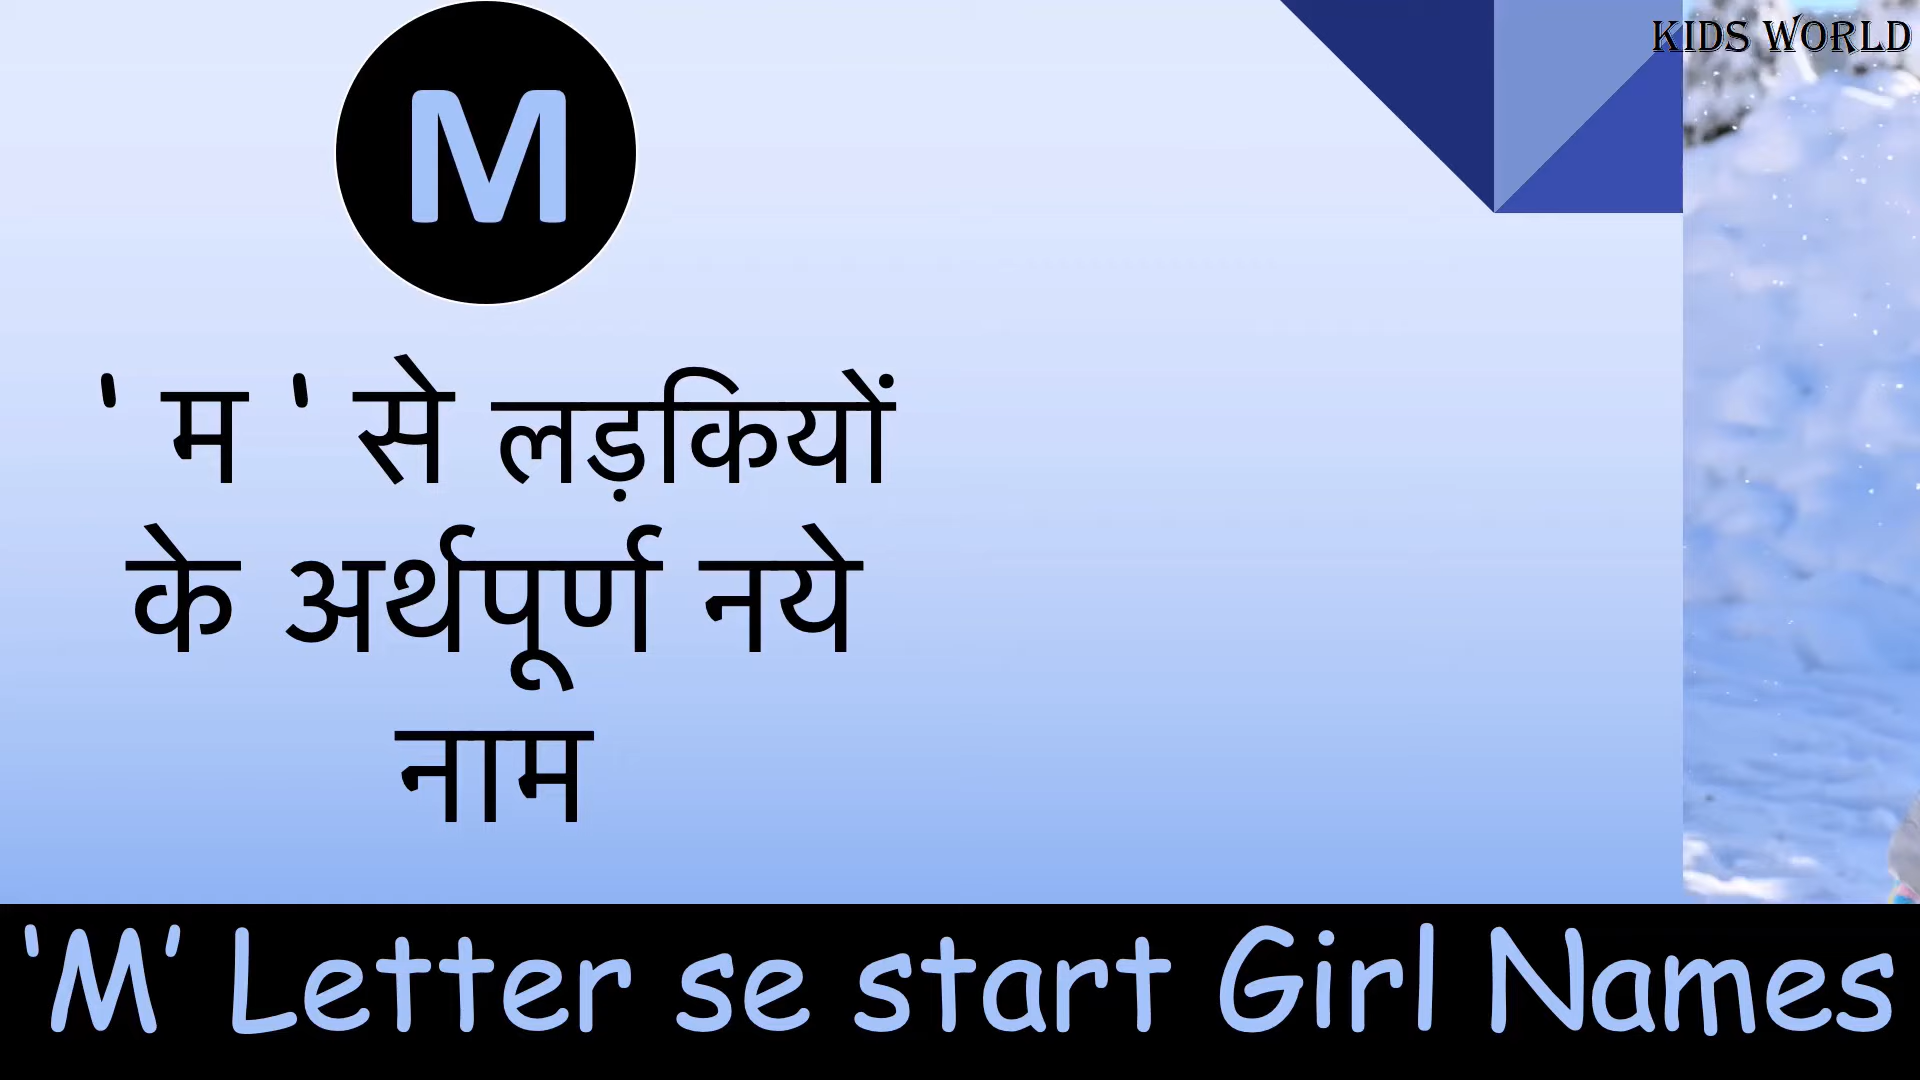 KIDS WORLD
M
' म ' से लड़कियों
के अर्थपूर्ण नये
नाम
'M' Letter se start Girl Names